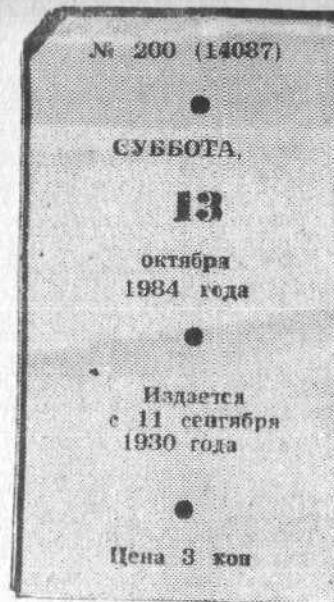 № 200 (14087)
СУББОТА,
13
октября
1984 года
Издается
с 11 сентября
1930 года
Цена 3 коп